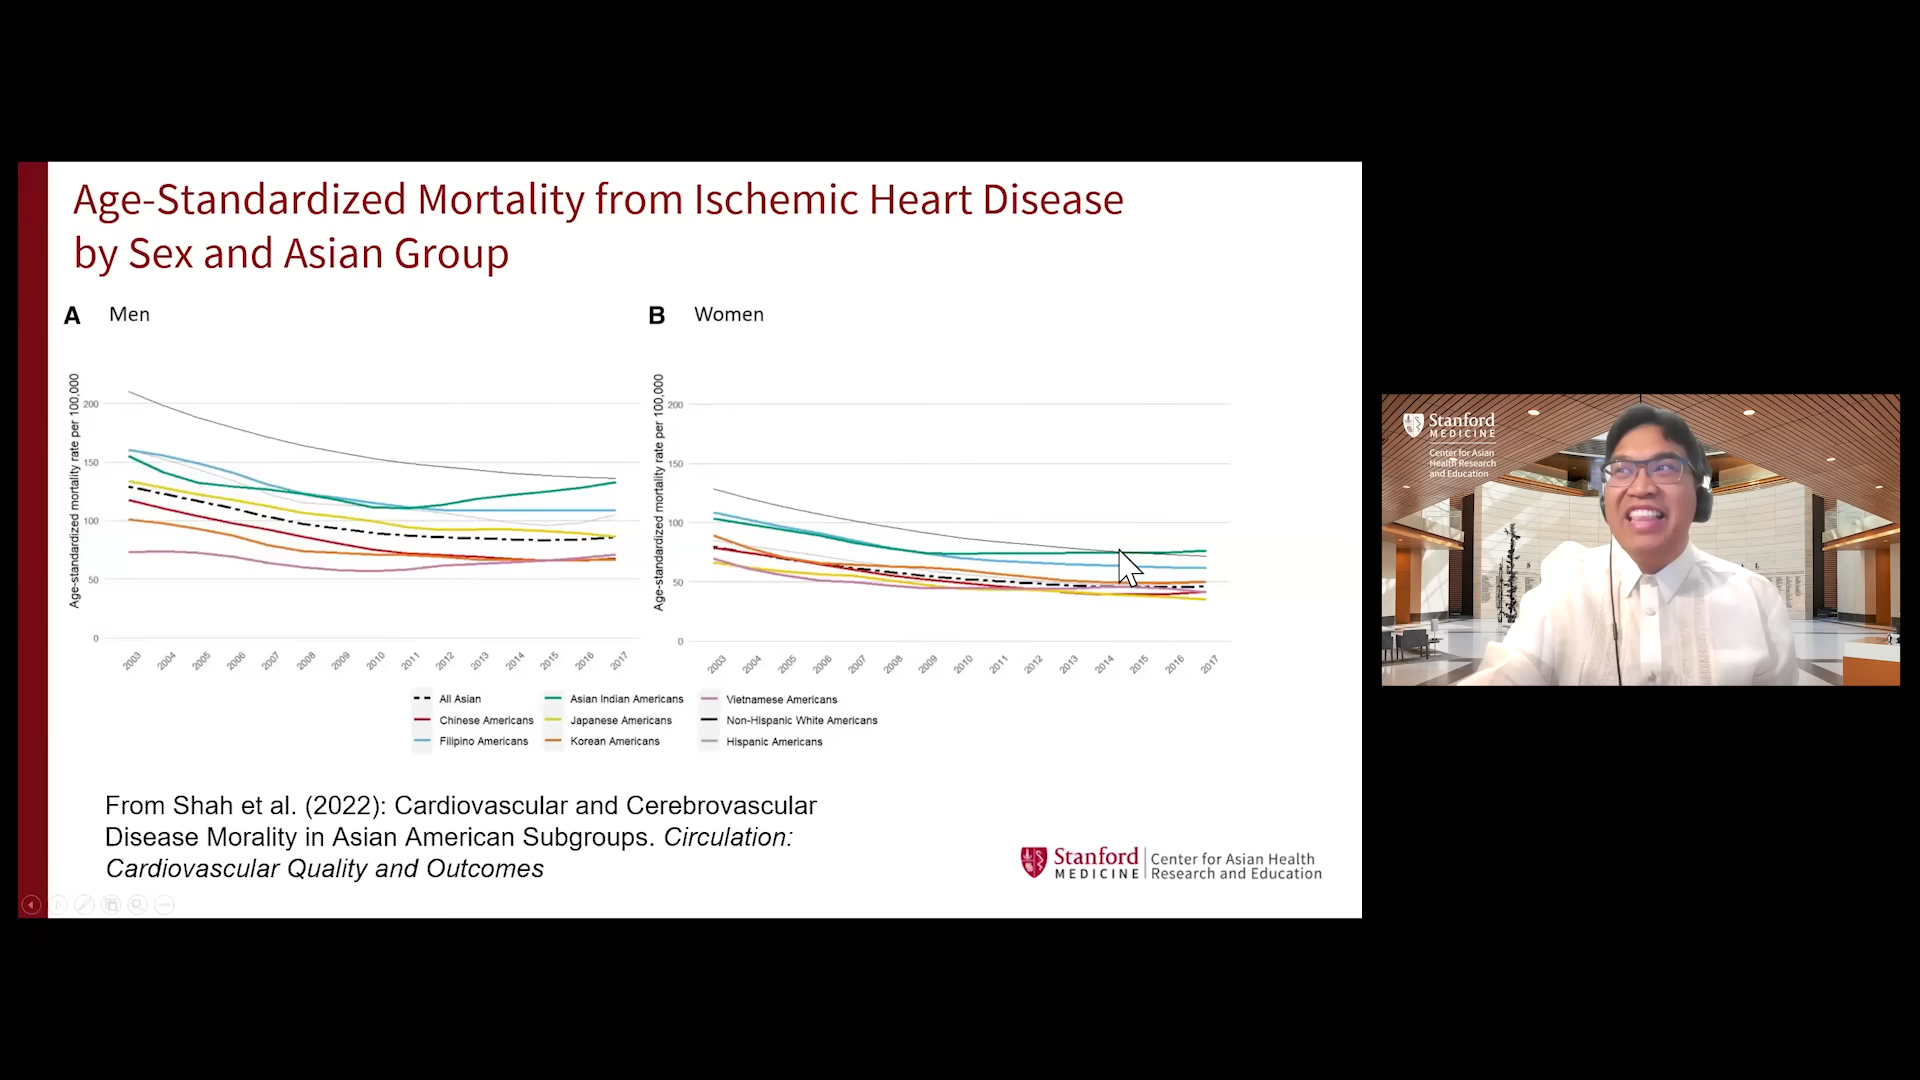 Age-Standardized Mortality from Ischemic Heart Disease
by Sex and Asian Group
A Men
B Women
Age-standardized mortality rate per 100,000
200
150
100
50
0
2003 2004 2005 2006 2007 2008 2009 2010 2011 2012 2013 2014 2015 2016 2017
Age-standardized mortality rate per 100,000
200
150
100
50
0
2003 2004 2005 2006 2007 2008 2009 2010 2011 2012 2013 2014 2015 2016 2017
All Asian Asian Indian Americans Vietnamese Americans
Chinese Americans Japanese Americans Non-Hispanic White Americans
Filipino Americans Korean Americans Hispanic Americans
From Shah et al. (2022): Cardiovascular and Cerebrovascular
Disease Morality in Asian American Subgroups. Circulation:
Cardiovascular Quality and Outcomes
Stanford
MEDICINE
Center for Asian Health
Research and Education
Stanford
MEDICINE
Center for Asian
Health Research
and Education